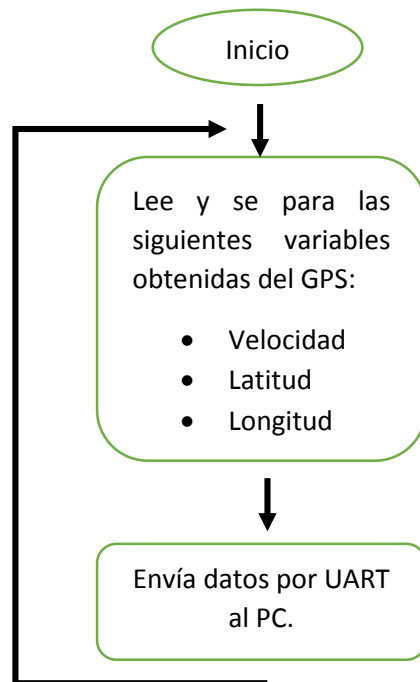 Inicio
Lee y se para las
siguientes variables
obtenidas del GPS:
• Velocidad
• Latitud
• Longitud
Envía datos por UART
al PC.